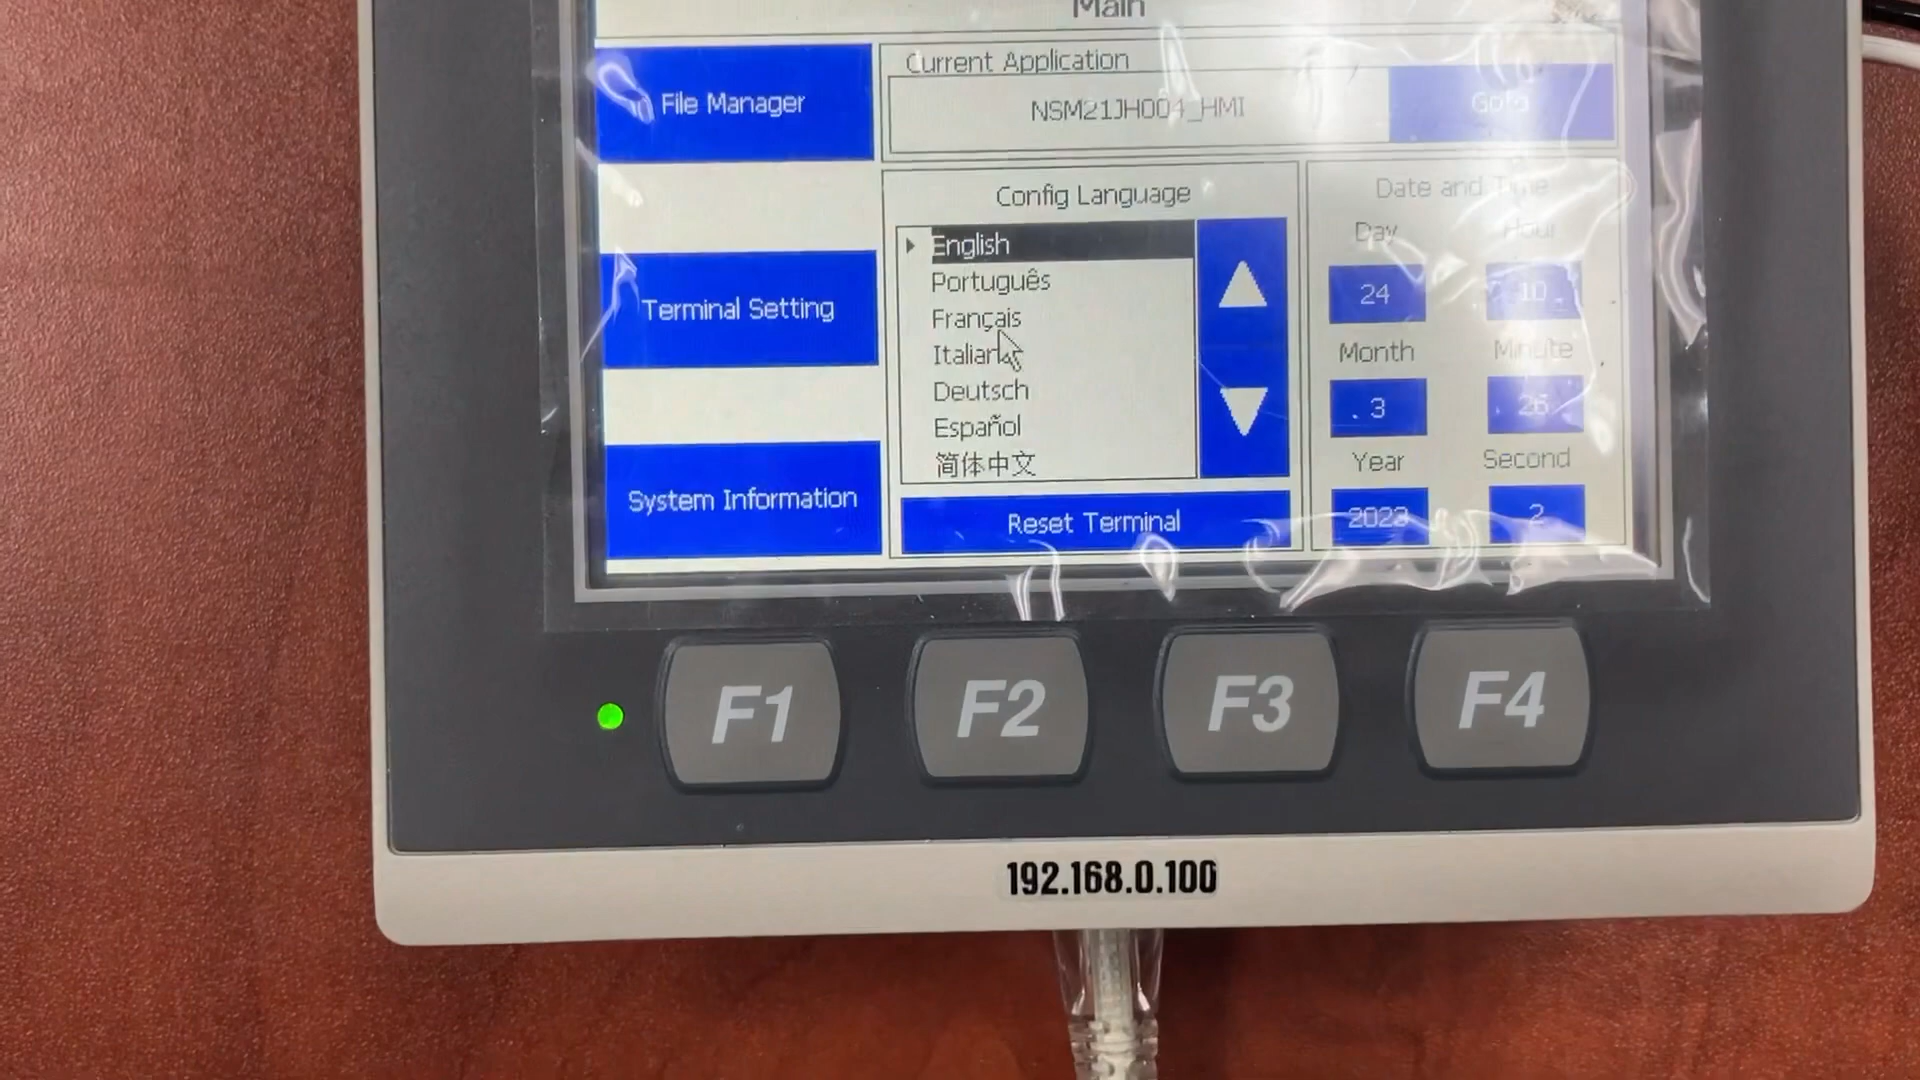 Main
File Manager
Current Application
NSM21JH004_HMI
Goto
Config Language
English
Português
Français
Italian
Deutsch
Español
简体中文
Reset Terminal
Terminal Setting
System Information
Date and Time
Day
Hour
24
10
Month
Minute
3
26
Year
Second
2023
2
F1
F2
F3
F4
192.168.0.100